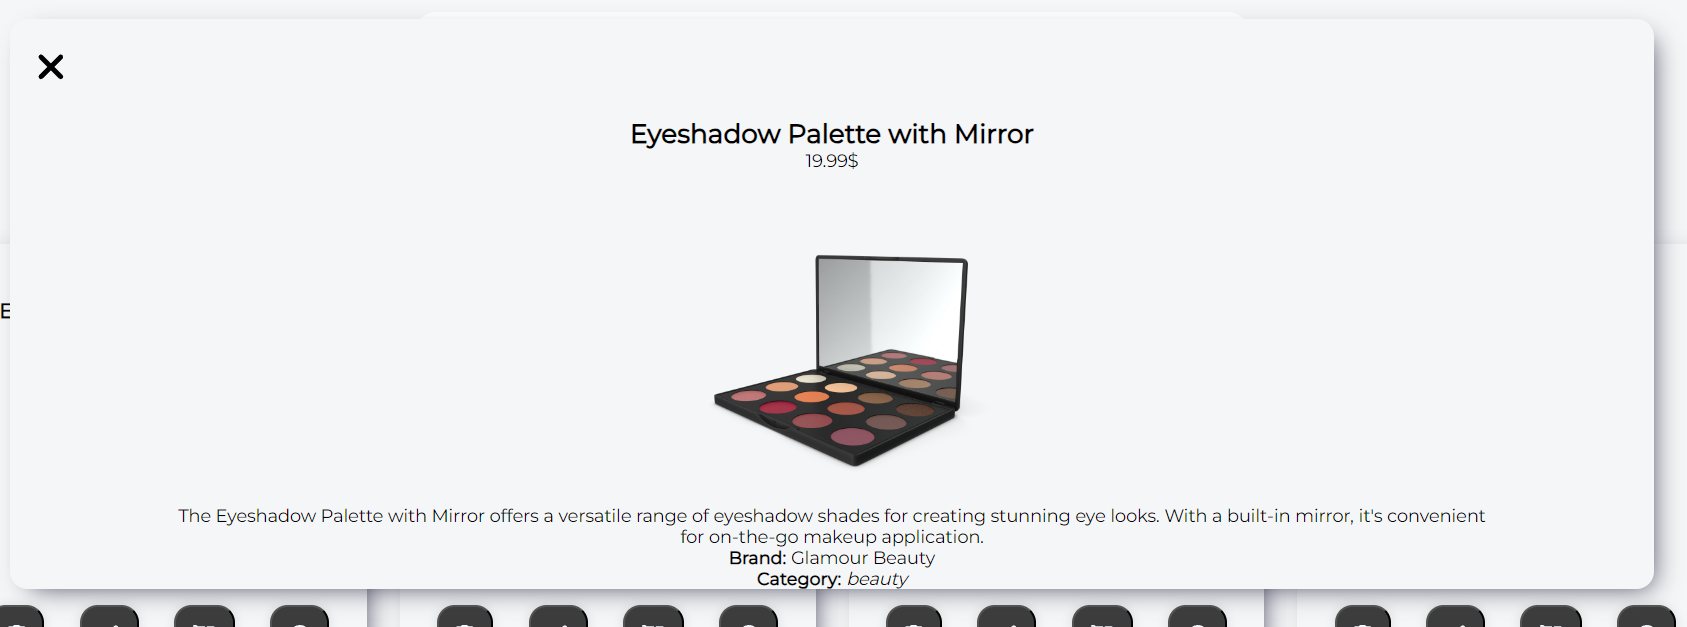 Eyeshadow Palette with Mirror
19.99$
E
The Eyeshadow Palette with Mirror offers a versatile range of eyeshadow shades for creating stunning eye looks. With a built-in mirror, it's convenient
for on-the-go makeup application.
Brand: Glamour Beauty
Category: beauty